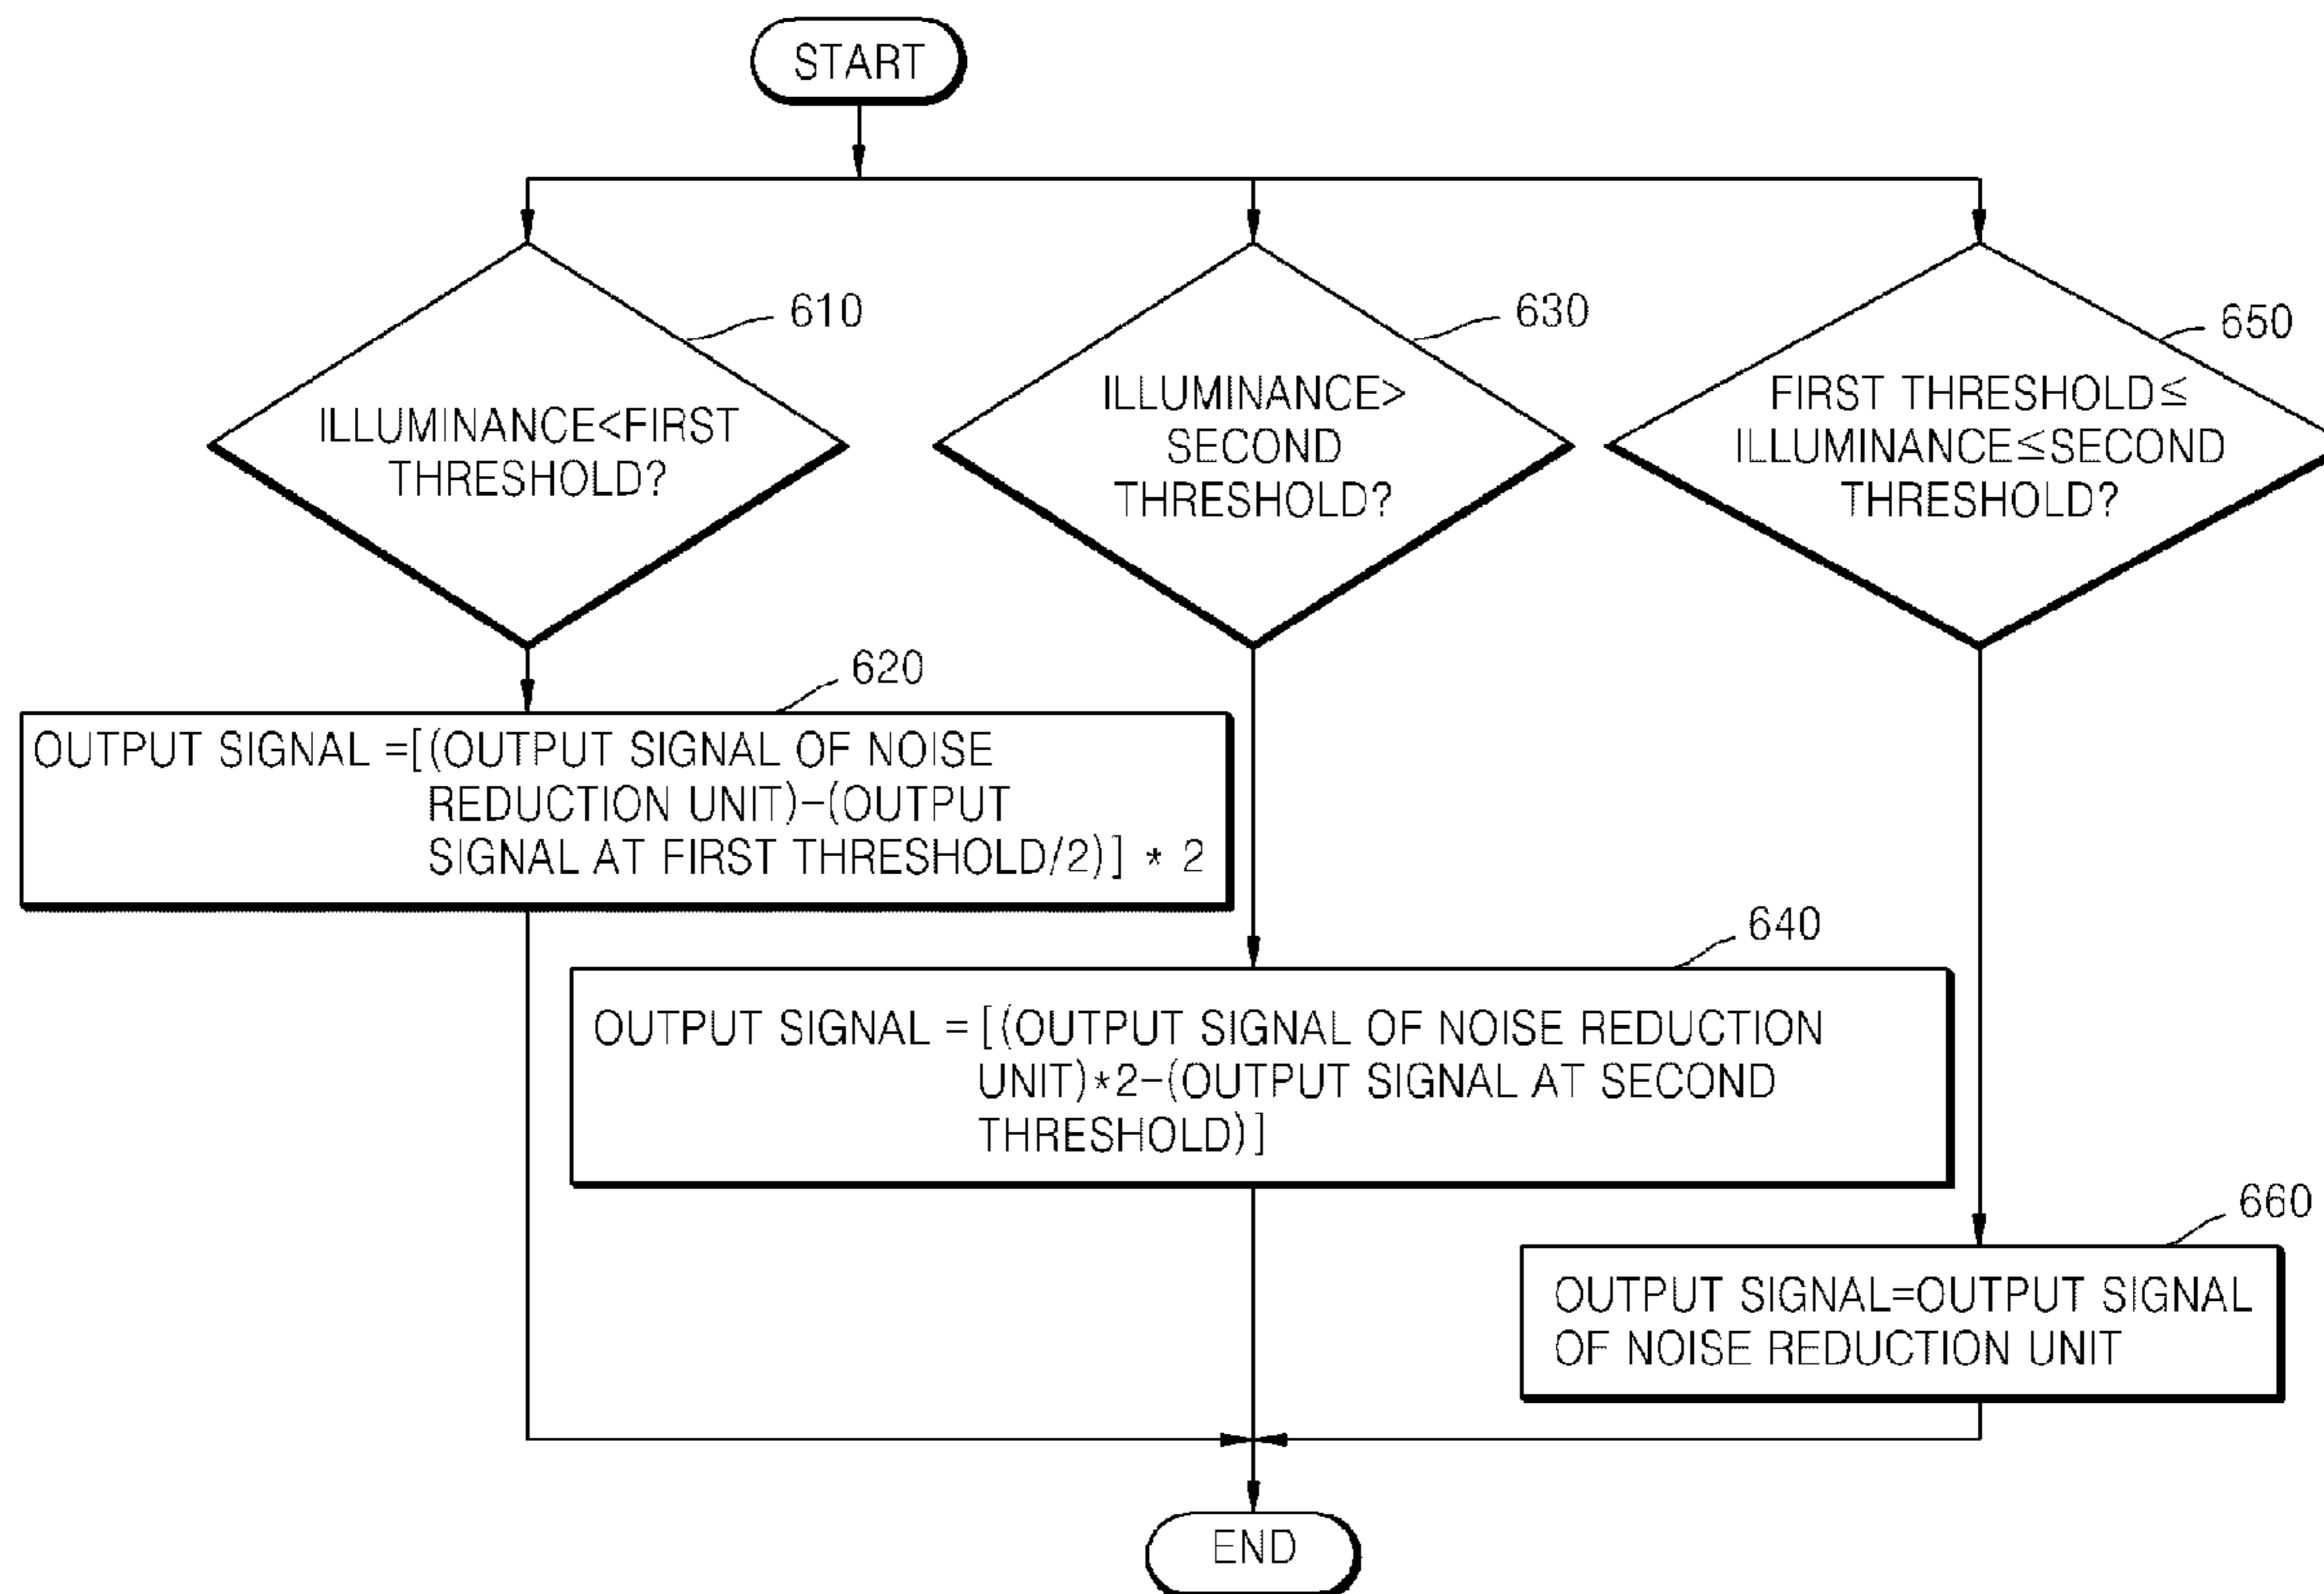 START
610
ILLUMINANCE<FIRST
THRESHOLD?
630
ILLUMINANCE>
SECOND
THRESHOLD?
650
FIRST THRESHOLD≤
ILLUMINANCE≤SECOND
THRESHOLD?
620
OUTPUT SIGNAL =[(OUTPUT SIGNAL OF NOISE
REDUCTION UNIT)-(OUTPUT
SIGNAL AT FIRST THRESHOLD/2)] * 2
640
OUTPUT SIGNAL = [(OUTPUT SIGNAL OF NOISE REDUCTION
UNIT)*2-(OUTPUT SIGNAL AT SECOND
THRESHOLD)]
660
OUTPUT SIGNAL=OUTPUT SIGNAL
OF NOISE REDUCTION UNIT
END